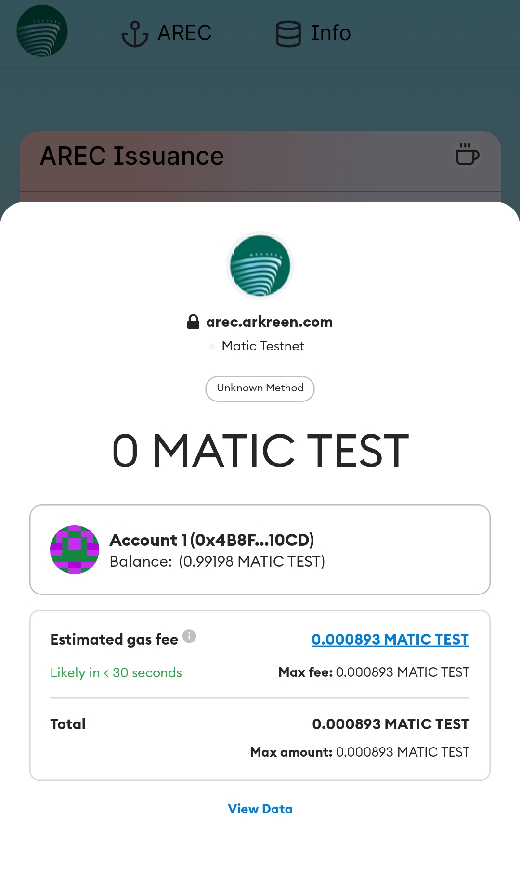 AREC Info
AREC Issuance
arec.arkreen.com
Matic Testnet
Unknown Method
0 MATIC TEST
Account 1 (0x4B8F...10CD)
Balance: (0.99198 MATIC TEST)
Estimated gas fee 0.000893 MATIC TEST
Likely in < 30 seconds Max fee: 0.000893 MATIC TEST
Total 0.000893 MATIC TEST
Max amount: 0.000893 MATIC TEST
View Data